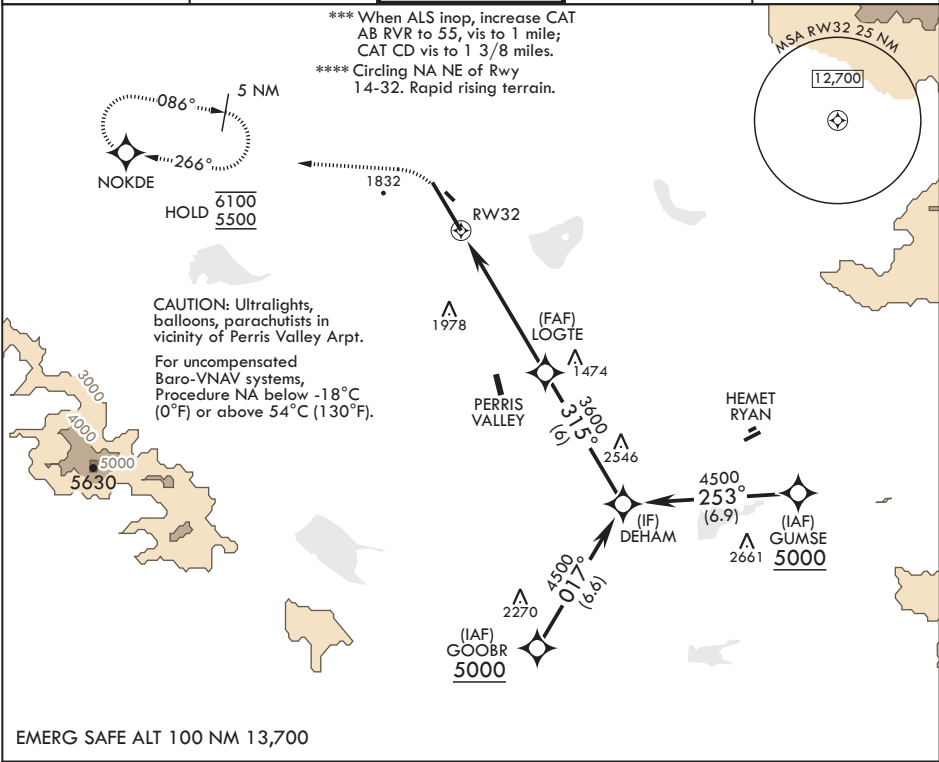 *** When ALS inop, increase CAT
AB RVR to 55, vis to 1 mile;
CAT CD vis to 1 3/8 miles.
**** Circling NA NE of Rwy
14-32. Rapid rising terrain.
MSA RW32 25 NM
12,700
086°
5 NM
266°
NOKDE
HOLD 6100
5500
1832
RW32
CAUTION: Ultralights,
balloons, parachutists in
vicinity of Perris Valley Arpt.
For uncompensated
Baro-VNAV systems,
Procedure NA below -18°C
(0°F) or above 54°C (130°F).
1978
(FAF)
LOGTE
1474
PERRIS
VALLEY
3600
315°
(6)
2546
HEMET
RYAN
3000
4000
5000
5630
4500
253°
(6.9)
(IF)
DEHAM
(IAF)
GUMSE
5000
2661
4500
017°
(6.6)
2270
(IAF)
GOOBR
5000
EMERG SAFE ALT 100 NM 13,700